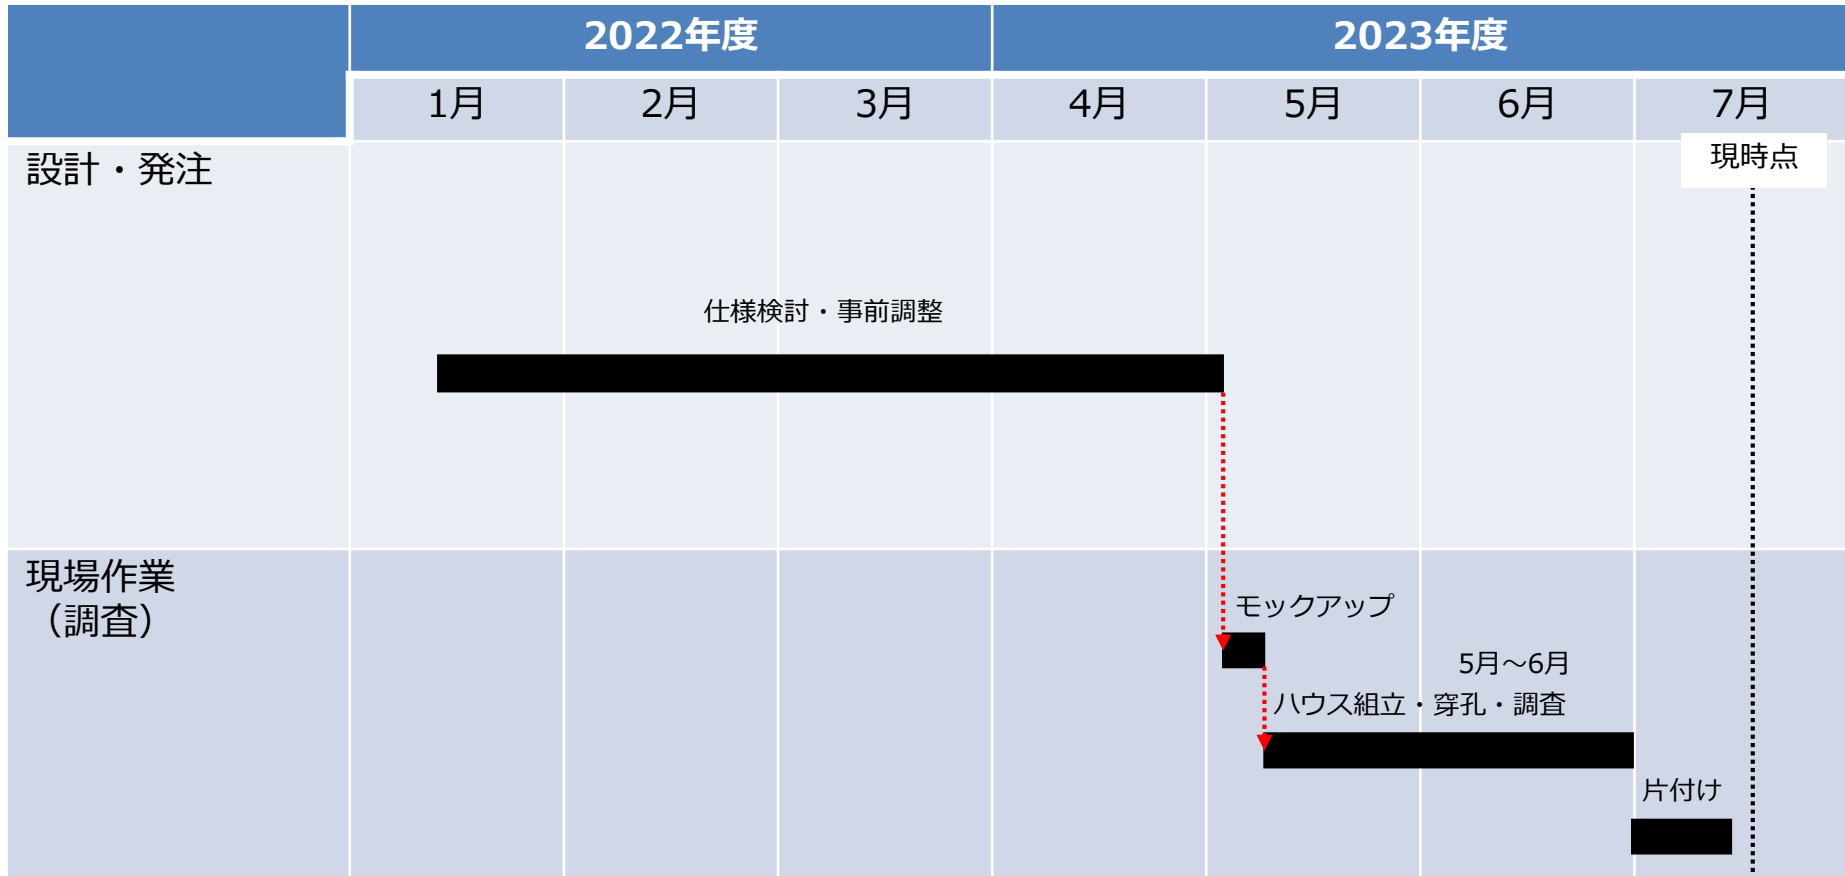 2022年度
2023年度
1月
2月
3月
4月
5月
6月
7月
現時点
設計・発注
仕様検討・事前調整
現場作業
（調査）
モックアップ
5月～6月
ハウス組立・穿孔・調査
片付け